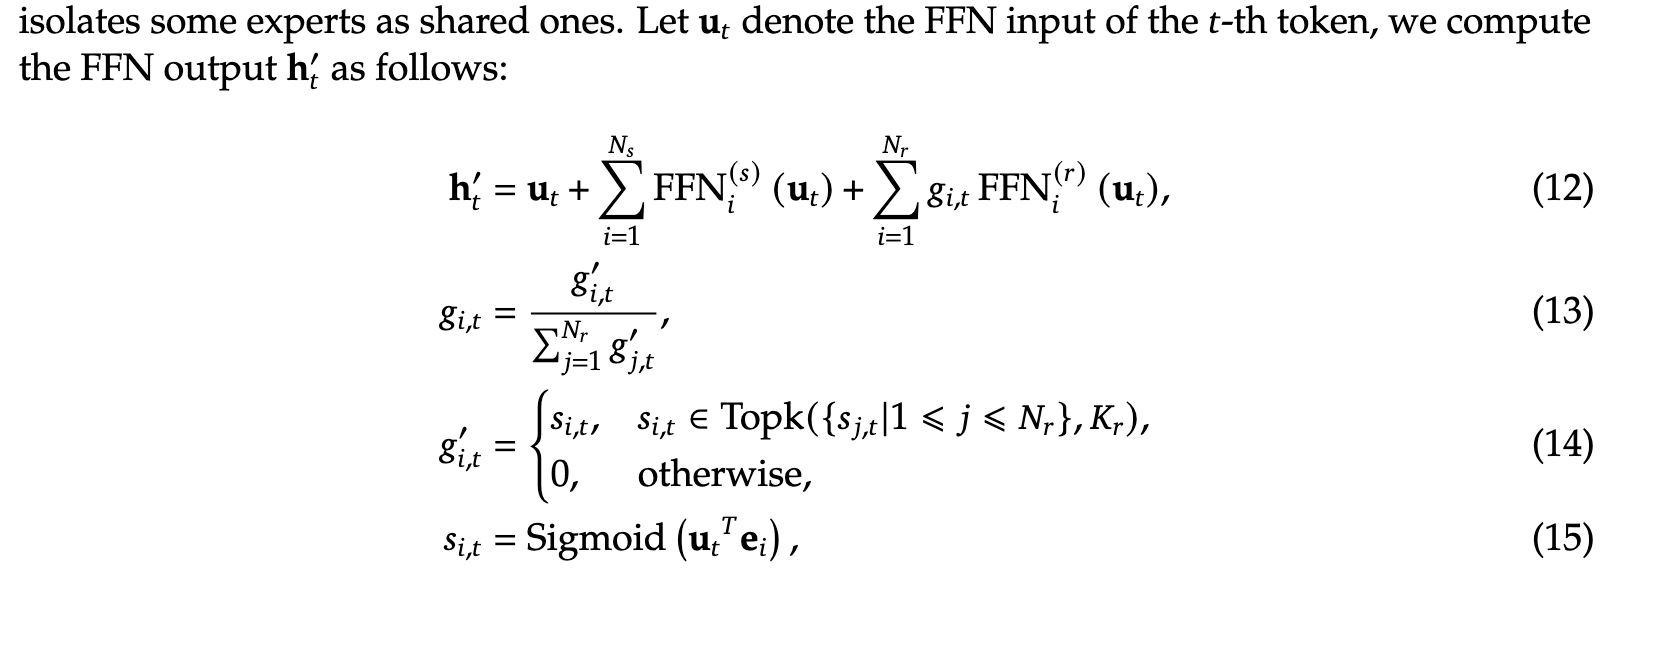 isolates some experts as shared ones. Let $\mathbf{u}_t$ denote the FFN input of the $t$-th token, we compute
the FFN output $\mathbf{h}'_t$ as follows:
$$\mathbf{h}'_t = \mathbf{u}_t + \sum_{i=1}^{N_s} \text{FFN}_i^{(s)} (\mathbf{u}_t) + \sum_{i=1}^{N_r} g_{i,t} \text{FFN}_i^{(r)} (\mathbf{u}_t), \quad (12)$$
$$g_{i,t} = \frac{g'_{i,t}}{\sum_{j=1}^{N_r} g'_{j,t}}, \quad (13)$$
$$g'_{i,t} = \begin{cases} s_{i,t}, & s_{i,t} \in \text{Topk}(\{s_{j,t} | 1 \leqslant j \leqslant N_r\}, K_r), \\ 0, & \text{otherwise}, \end{cases} \quad (14)$$
$$s_{i,t} = \text{Sigmoid} \left( {\mathbf{u}_t}^T \mathbf{e}_i \right), \quad (15)$$